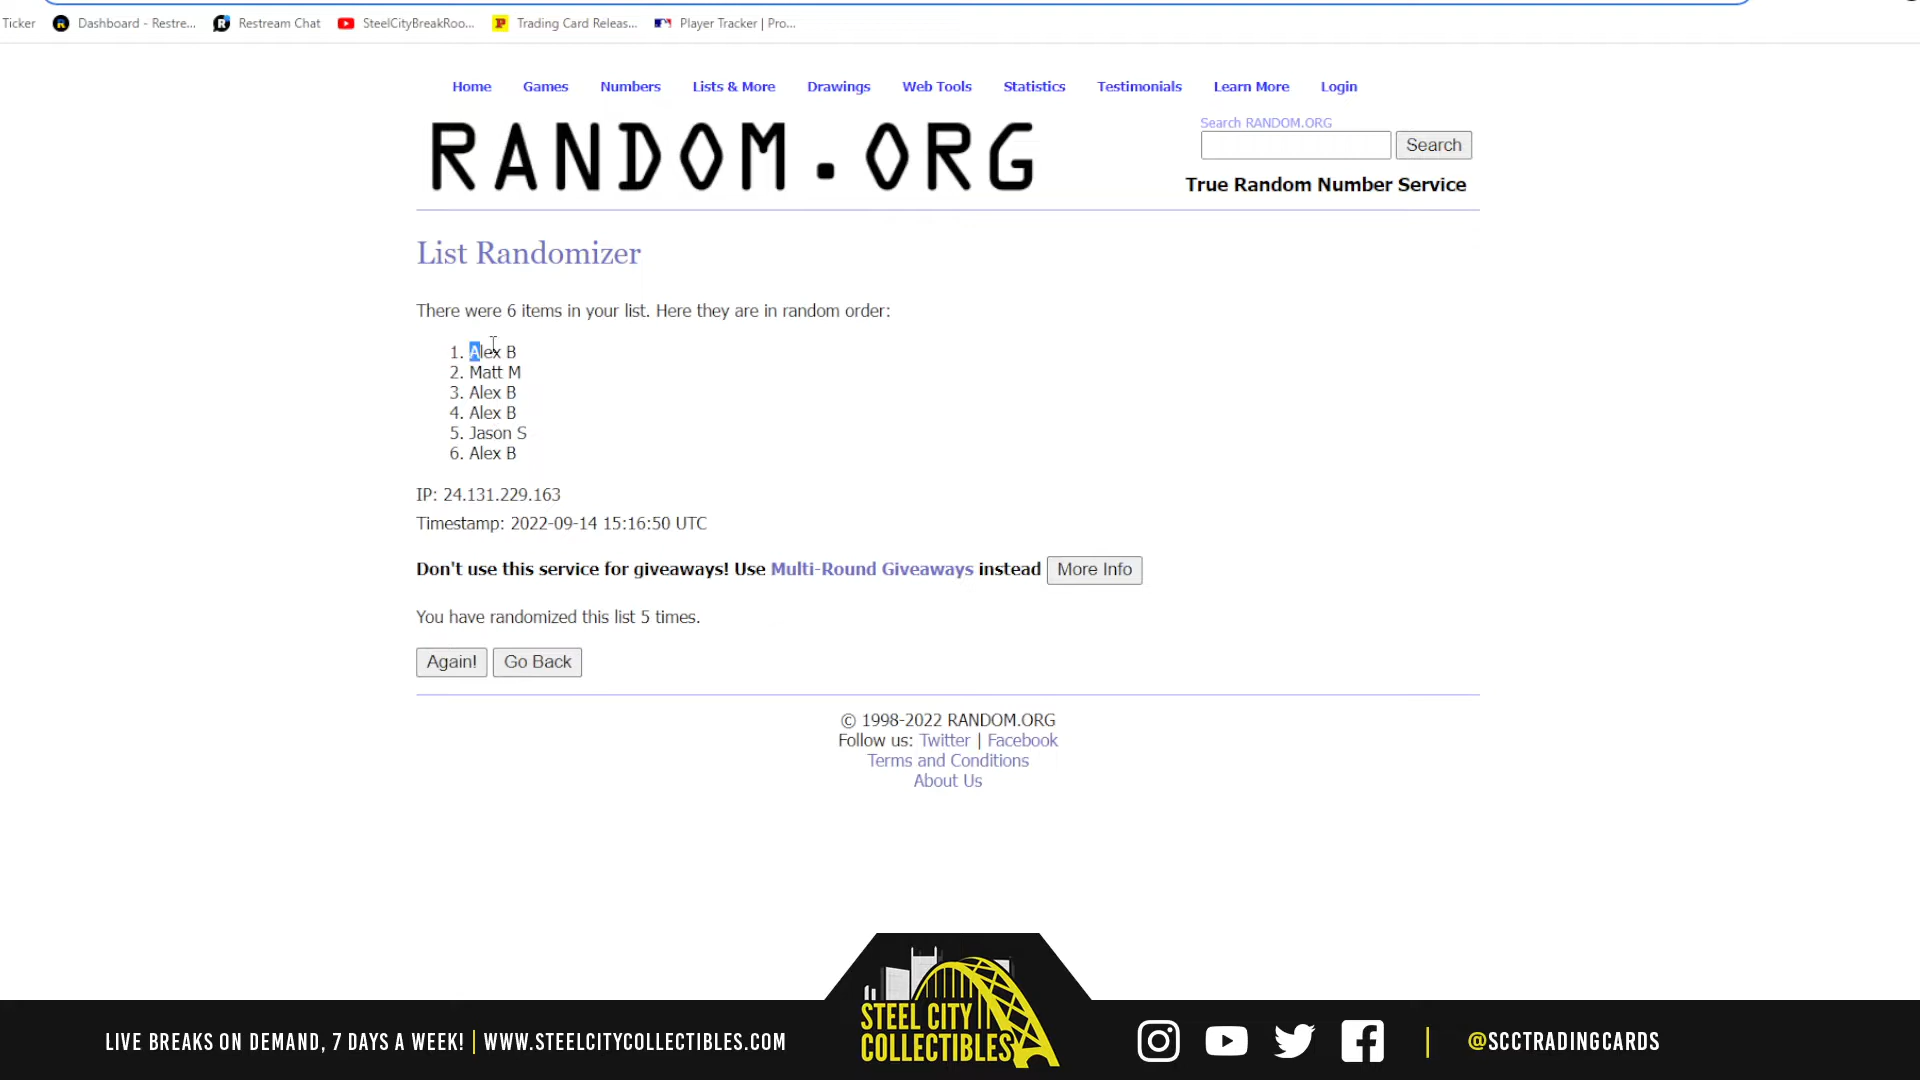 Ticker Dashboard - Restre... Restream Chat SteelCityBreakRoo... Trading Card Releas... Player Tracker | Pro...
Home Games Numbers Lists & More Drawings Web Tools Statistics Testimonials Learn More Login
RANDOM.ORG
Search RANDOM.ORG
Search
True Random Number Service
List Randomizer
There were 6 items in your list. Here they are in random order:
1. Alex B
2. Matt M
3. Alex B
4. Alex B
5. Jason S
6. Alex B
IP: 24.131.229.163
Timestamp: 2022-09-14 15:16:50 UTC
Don't use this service for giveaways! Use Multi-Round Giveaways instead More Info
You have randomized this list 5 times.
Again! Go Back
© 1998-2022 RANDOM.ORG
Follow us: Twitter | Facebook
Terms and Conditions
About Us
LIVE BREAKS ON DEMAND, 7 DAYS A WEEK! | WWW.STEELCITYCOLLECTIBLES.COM
STEEL CITY
COLLECTIBLES
| @SCCTRADINGCARDS